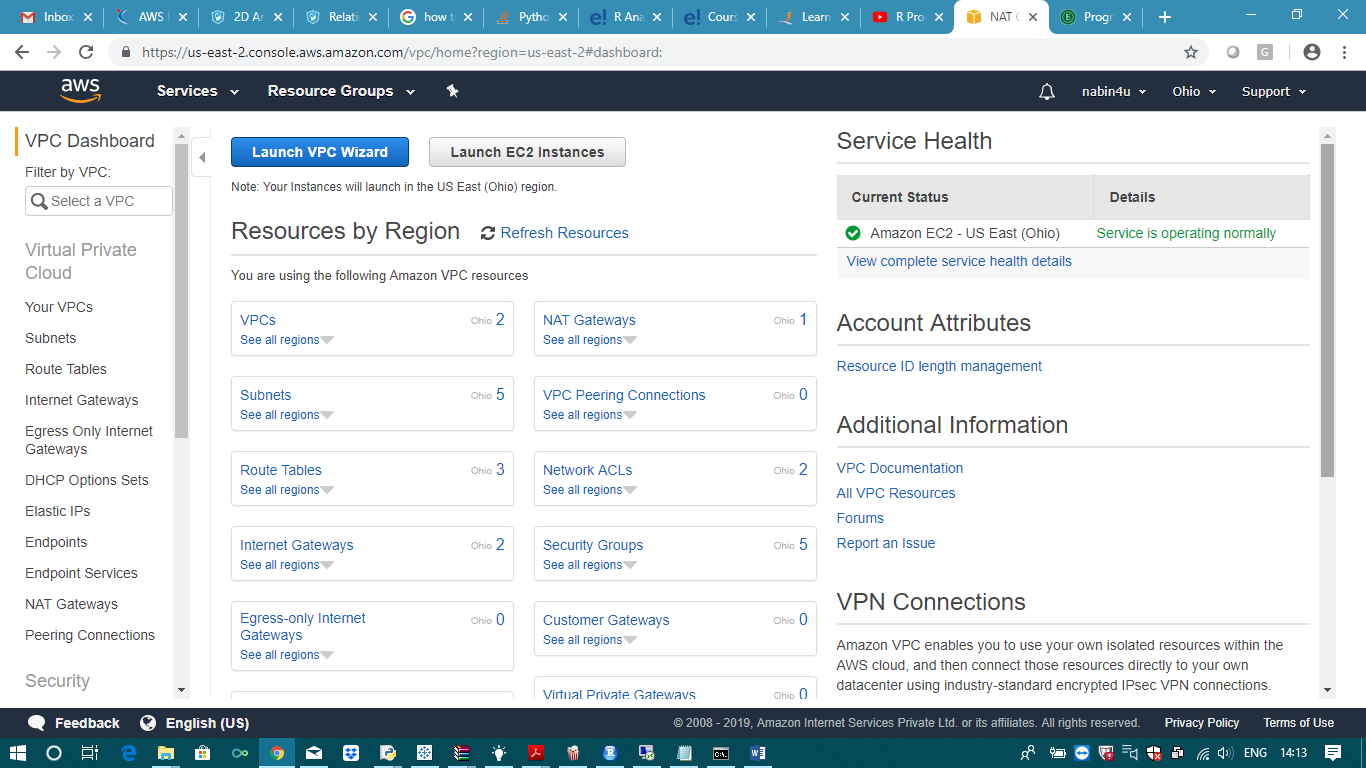 Inbox
AWS
2D Ar
Relati
how t
Pytho
R Ana
Cours
Learn
R Pro
NAT
Progr
https://us-east-2.console.aws.amazon.com/vpc/home?region=us-east-2#dashboard:
G
aws
Services
Resource Groups
nabin4u
Ohio
Support
VPC Dashboard
Filter by VPC:
Select a VPC
Virtual Private
Cloud
Your VPCs
Subnets
Route Tables
Internet Gateways
Egress Only Internet
Gateways
DHCP Options Sets
Elastic IPs
Endpoints
Endpoint Services
NAT Gateways
Peering Connections
Security
Launch VPC Wizard
Launch EC2 Instances
Note: Your Instances will launch in the US East (Ohio) region.
Resources by Region
Refresh Resources
You are using the following Amazon VPC resources
VPCs Ohio 2
See all regions
NAT Gateways Ohio 1
See all regions
Subnets Ohio 5
See all regions
VPC Peering Connections Ohio 0
See all regions
Route Tables Ohio 3
See all regions
Network ACLs Ohio 2
See all regions
Internet Gateways Ohio 2
See all regions
Security Groups Ohio 5
See all regions
Egress-only Internet Ohio 0
Gateways
See all regions
Customer Gateways Ohio 0
See all regions
Virtual Private Gateways Ohio 0
Service Health
Current Status Details
Amazon EC2 - US East (Ohio) Service is operating normally
View complete service health details
Account Attributes
Resource ID length management
Additional Information
VPC Documentation
All VPC Resources
Forums
Report an Issue
VPN Connections
Amazon VPC enables you to use your own isolated resources within the
AWS cloud, and then connect those resources directly to your own
datacenter using industry-standard encrypted IPsec VPN connections.
Feedback
English (US)
© 2008 - 2019, Amazon Internet Services Private Ltd. or its affiliates. All rights reserved.
Privacy Policy
Terms of Use
ENG
14:13